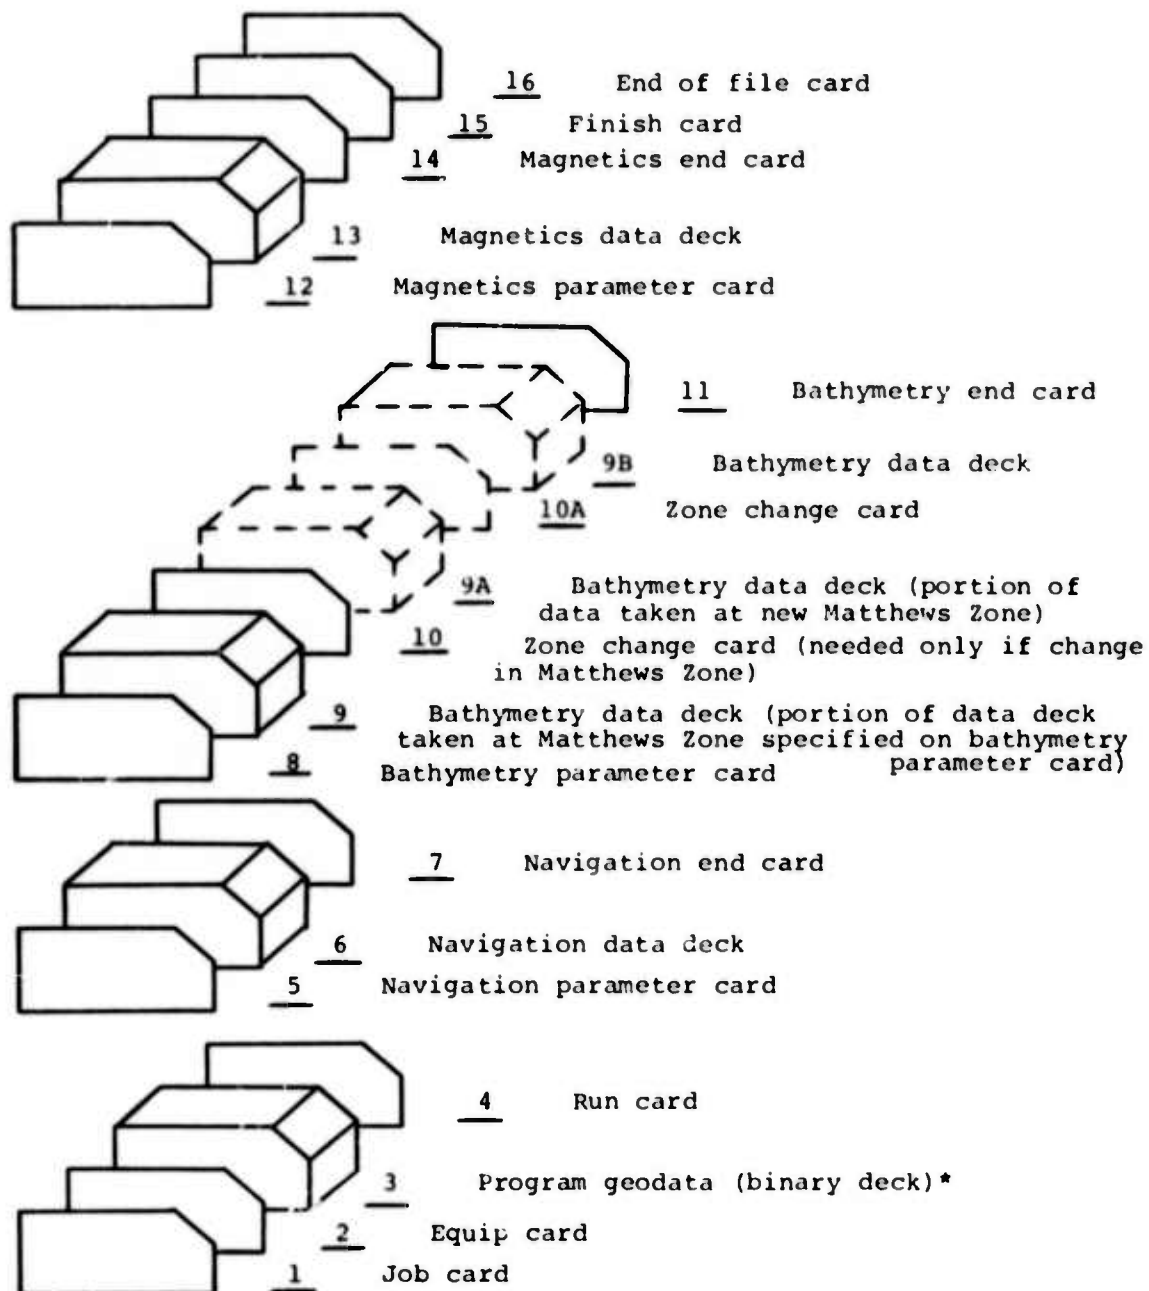 16 End of file card
15 Finish card
14 Magnetics end card
13 Magnetics data deck
12 Magnetics parameter card
11 Bathymetry end card
9B Bathymetry data deck
10A Zone change card
9A Bathymetry data deck (portion of
data taken at new Matthews Zone)
10 Zone change card (needed only if change
in Matthews Zone)
9 Bathymetry data deck (portion of data deck
taken at Matthews Zone specified on bathymetry
parameter card)
8 Bathymetry parameter card
7 Navigation end card
6 Navigation data deck
5 Navigation parameter card
4 Run card
3 Program geodata (binary deck)*
2 Equip card
1 Job card